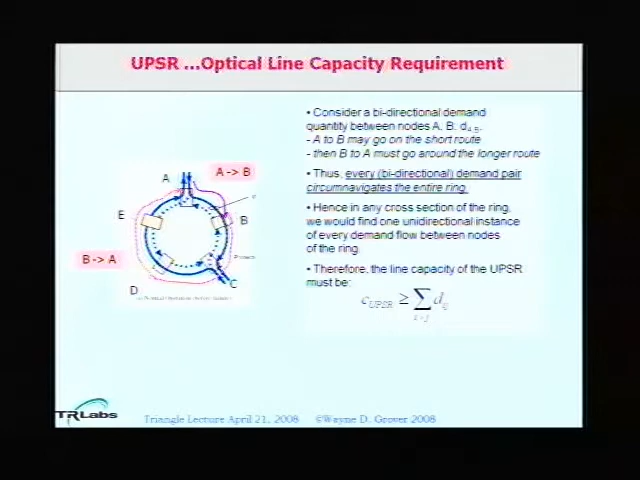 UPSR ...Optical Line Capacity Requirement
• Consider a bi-directional demand
quantity between nodes A, B: d A,B.
- A to B may go on the short route
- then B to A must go around the longer route
• Thus, every (bi-directional) demand pair
circumnavigates the entire ring.
• Hence in any cross section of the ring,
we would find one unidirectional instance
of every demand flow between nodes
of the ring.
• Therefore, the line capacity of the UPSR
must be:
c UPSR ≥ ∑ d ij
A -> B
A
B
E
B -> A
D
C
TRLabs
Triangle Lecture April 21, 2008 ©Wayne D. Grover 2008